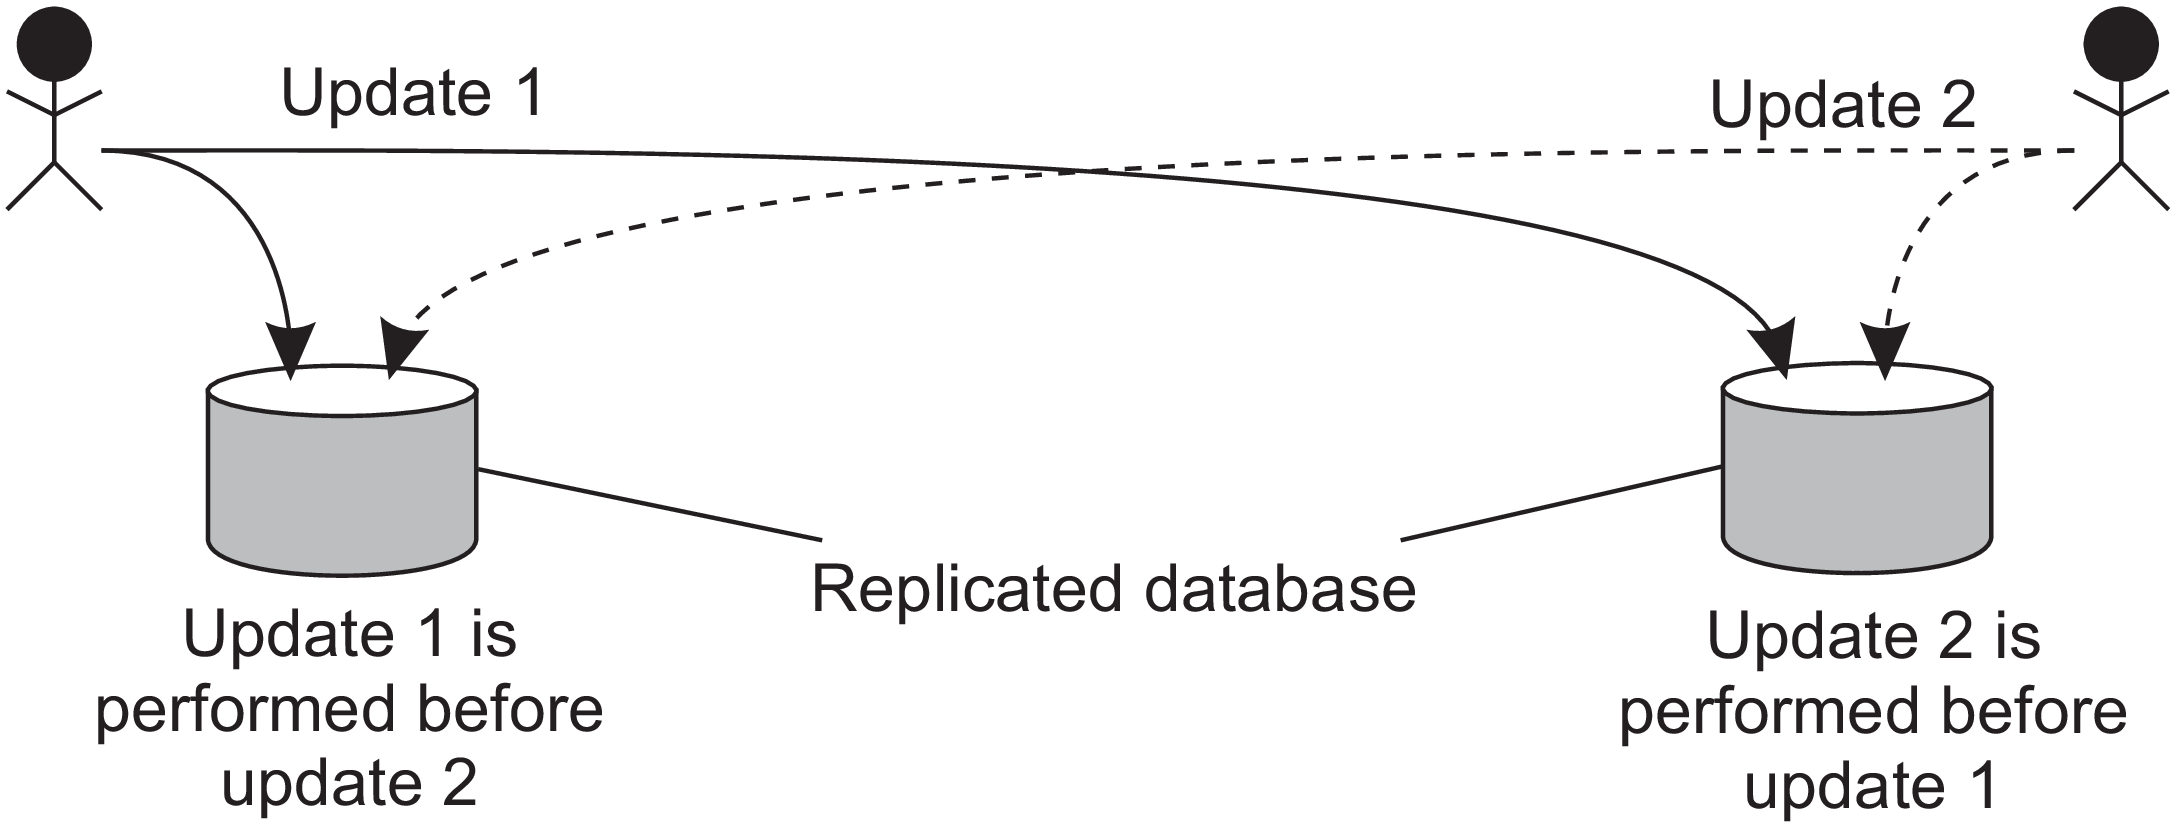 Update 1
Update 2
Replicated database
Update 1 is
performed before
update 2
Update 2 is
performed before
update 1